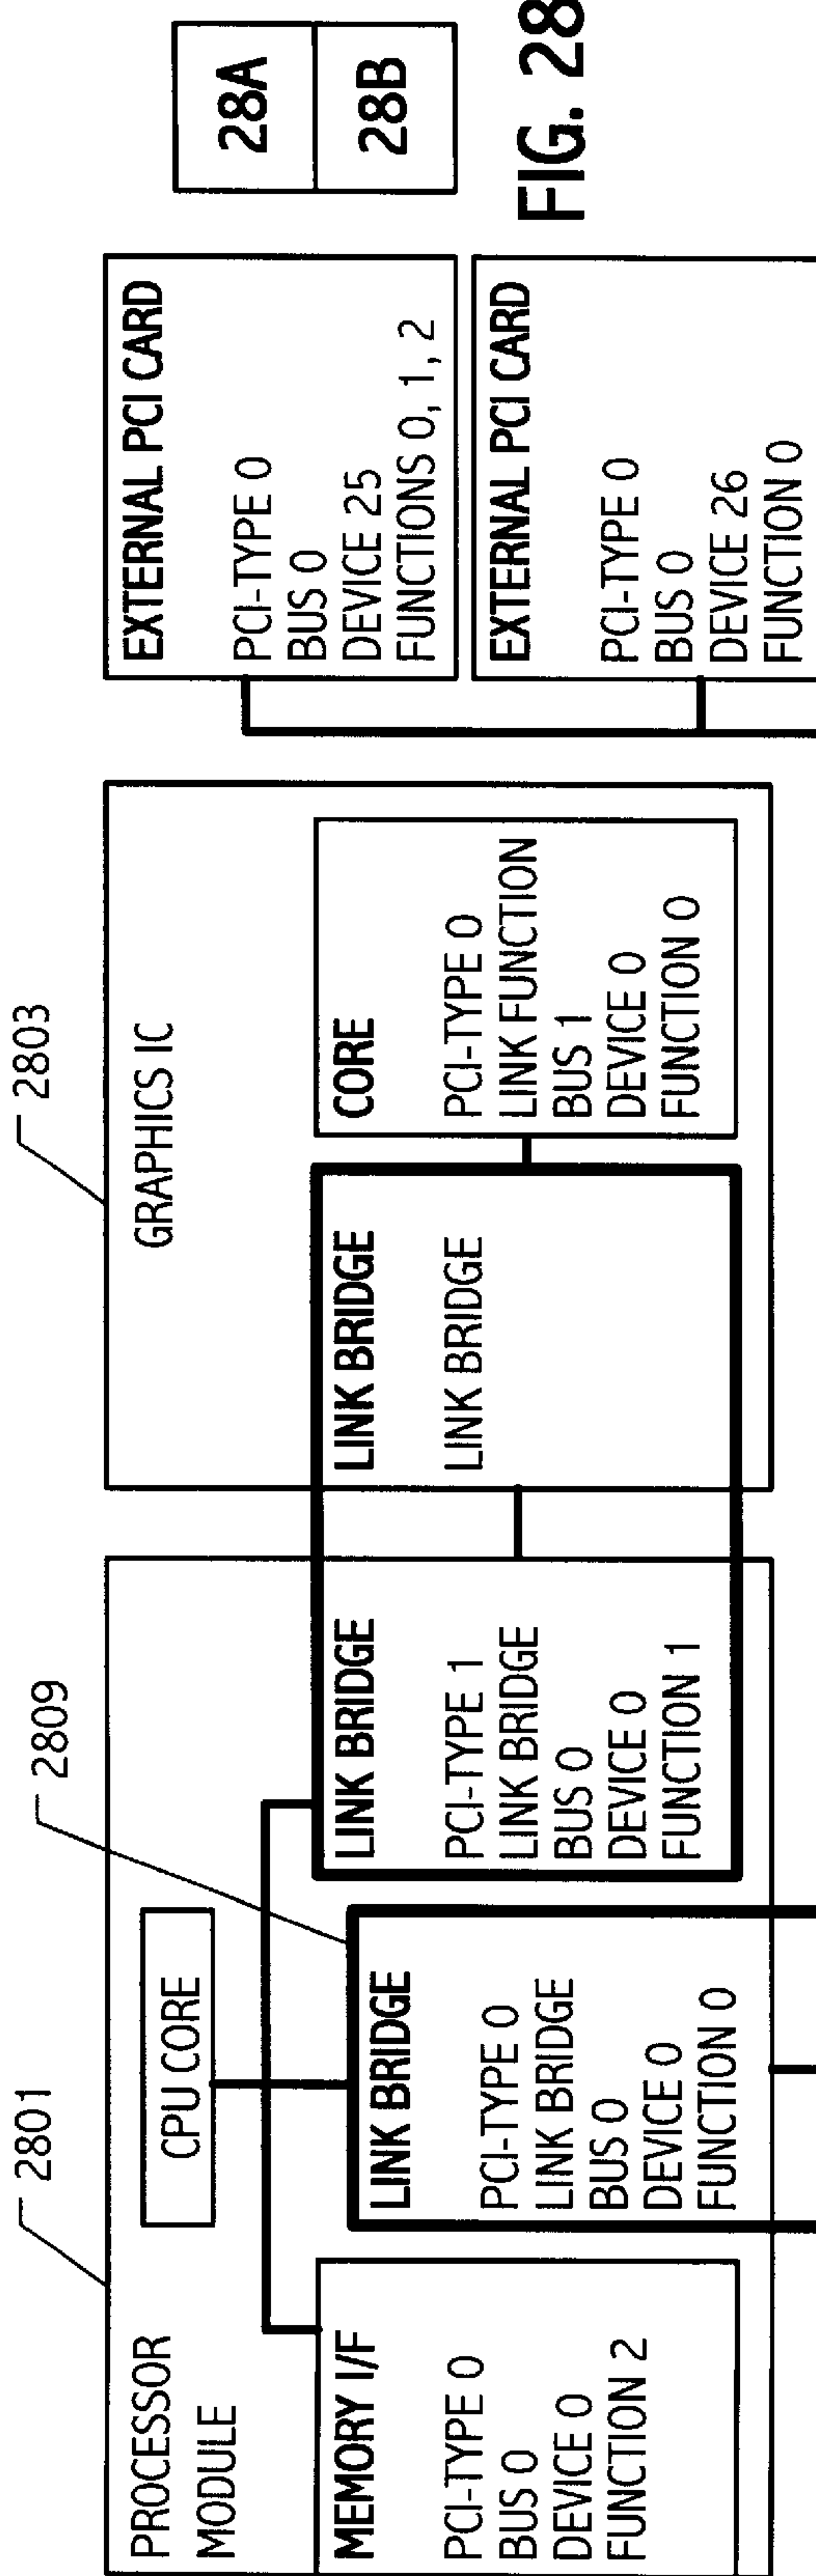 2801
2809
2803
PROCESSOR
MODULE
CPU CORE
MEMORY I/F
PCI-TYPE 0
BUS 0
DEVICE 0
FUNCTION 2
LINK BRIDGE
PCI-TYPE 0
LINK BRIDGE
BUS 0
DEVICE 0
FUNCTION 0
LINK BRIDGE
PCI-TYPE 1
LINK BRIDGE
BUS 0
DEVICE 0
FUNCTION 1
GRAPHICS IC
LINK BRIDGE
LINK BRIDGE
CORE
PCI-TYPE 0
LINK FUNCTION
BUS 1
DEVICE 0
FUNCTION 0
EXTERNAL PCI CARD
PCI-TYPE 0
BUS 0
DEVICE 25
FUNCTIONS 0, 1, 2
EXTERNAL PCI CARD
PCI-TYPE 0
BUS 0
DEVICE 26
FUNCTION 0
28A
28B
FIG. 28